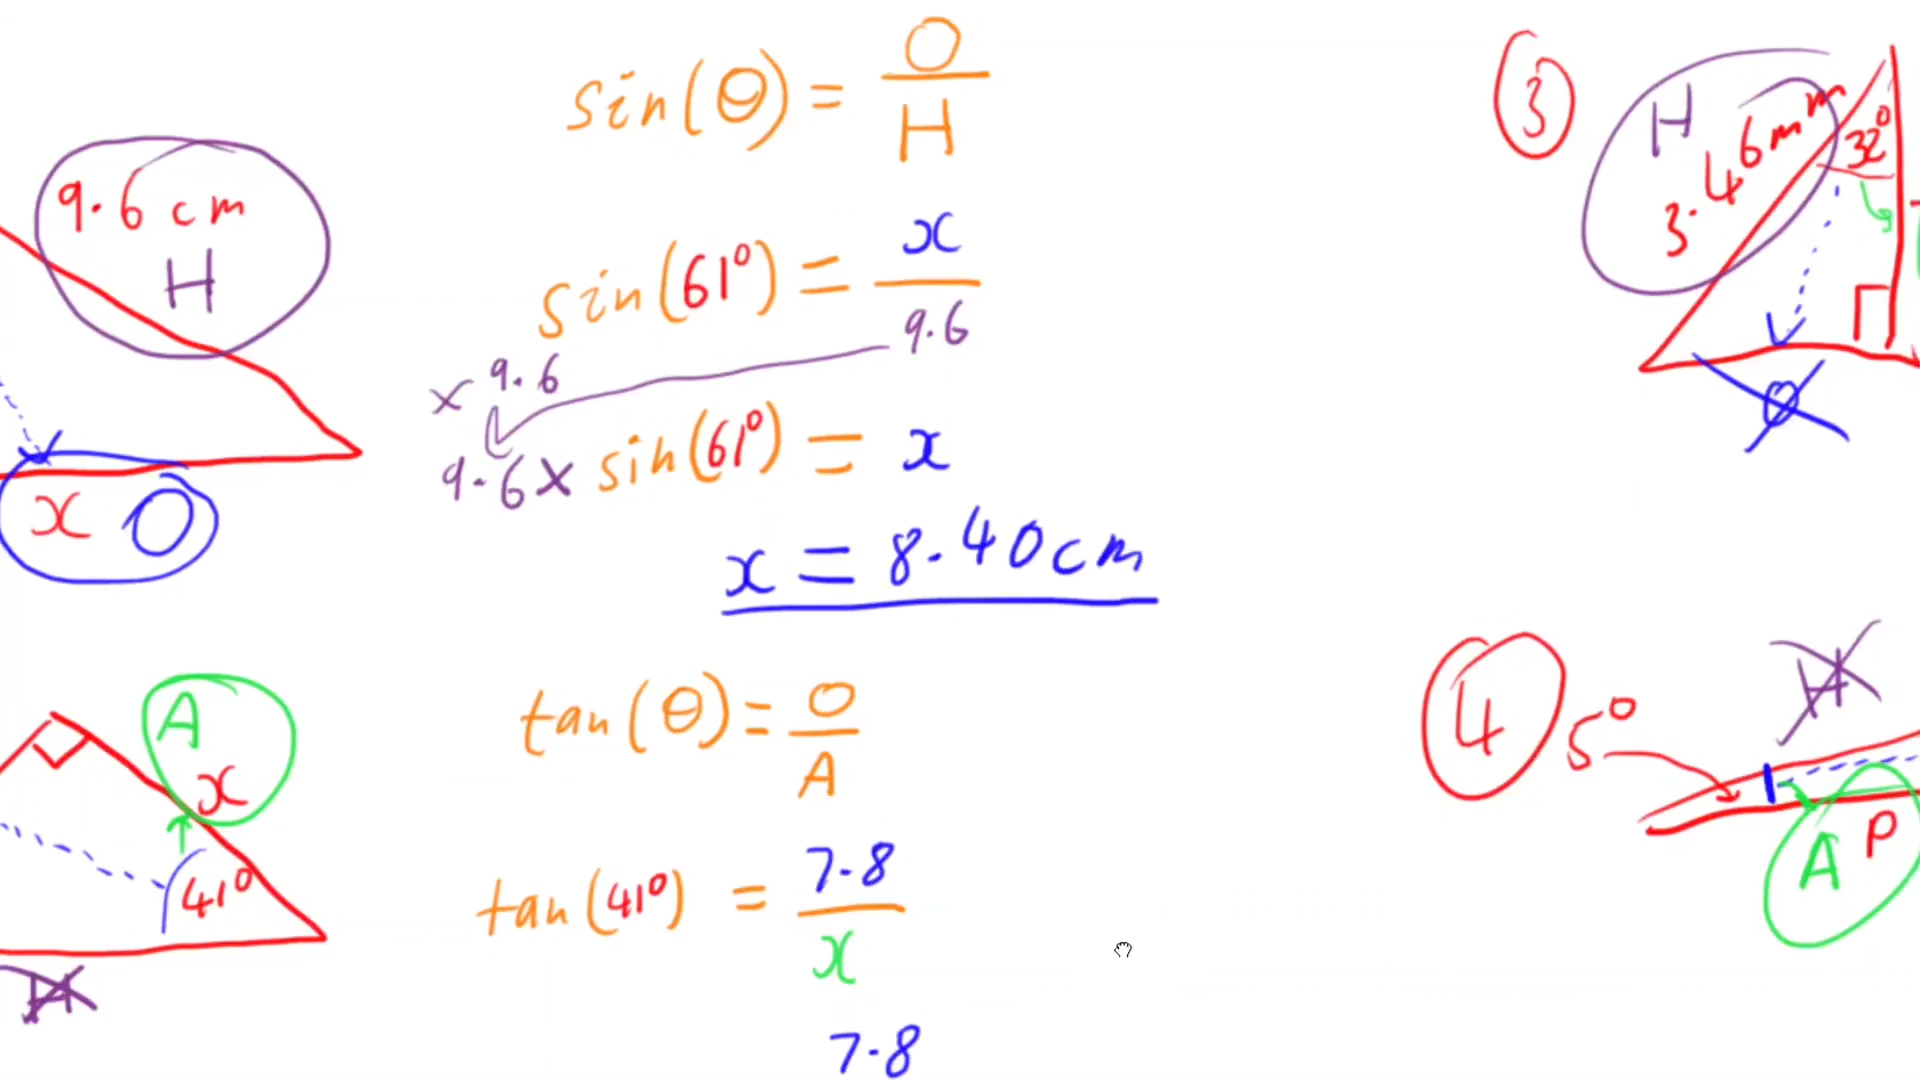 9.6 cm
H
x O
sin(θ) = O/H
sin(61°) = x/9.6
x 9.6
9.6 x sin(61°) = x
x = 8.40cm
A
x
41°
H
tan(θ) = O/A
tan(41°) = 7.8/x
7.8
3
H
3.46mm
32°
O
4
5°
H
A P